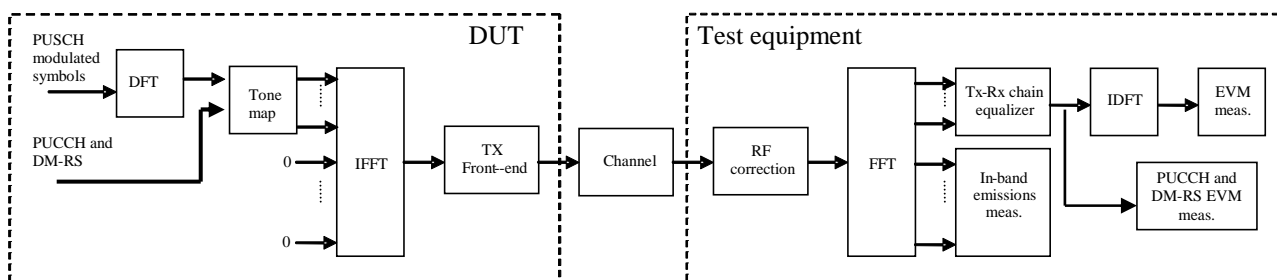 DUT
Test equipment
PUSCH
modulated
symbols
DFT
Tone
map
PUCCH and
DM-RS
0
0
IFFT
TX
Front--end
Channel
RF
correction
FFT
Tx-Rx chain
equalizer
IDFT
EVM
meas.
In-band
emissions
meas.
PUCCH and
DM-RS EVM
meas.